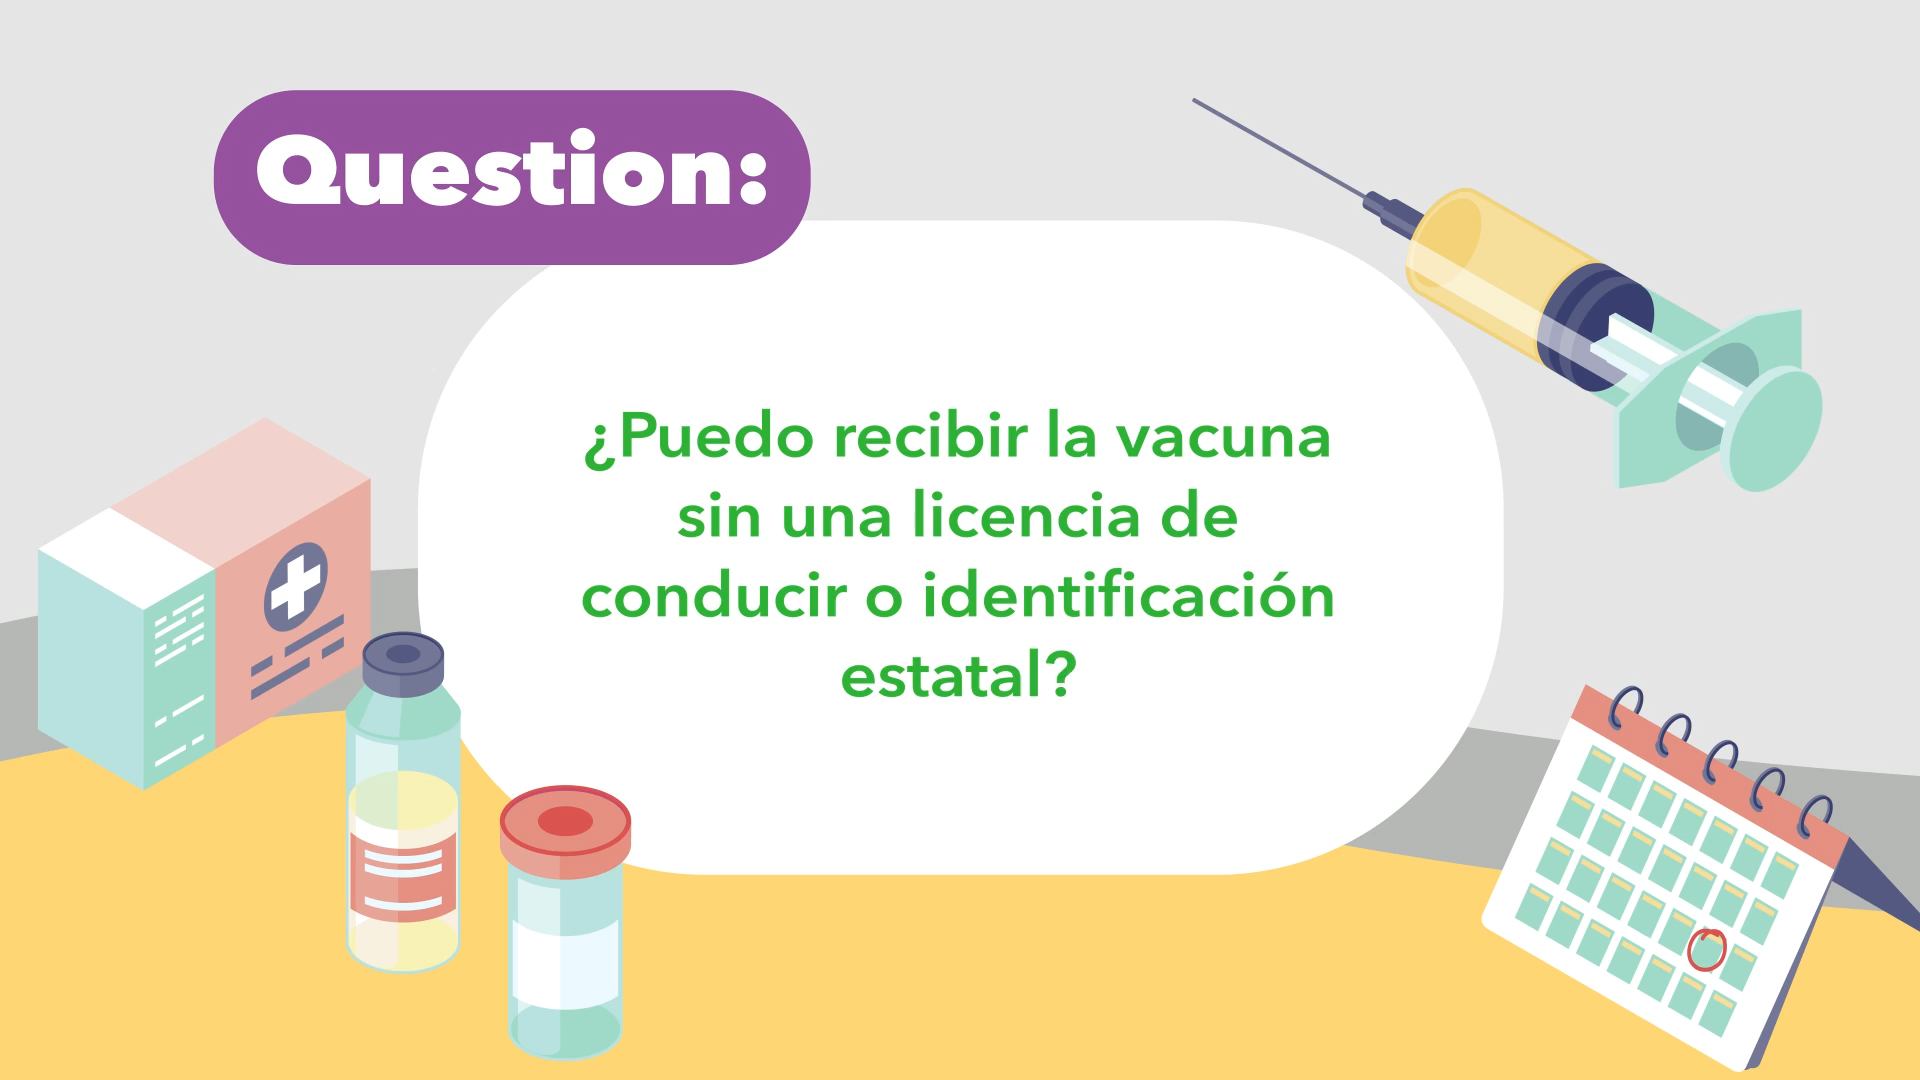 Question:
¿Puedo recibir la vacuna
sin una licencia de
conducir o identificación
estatal?